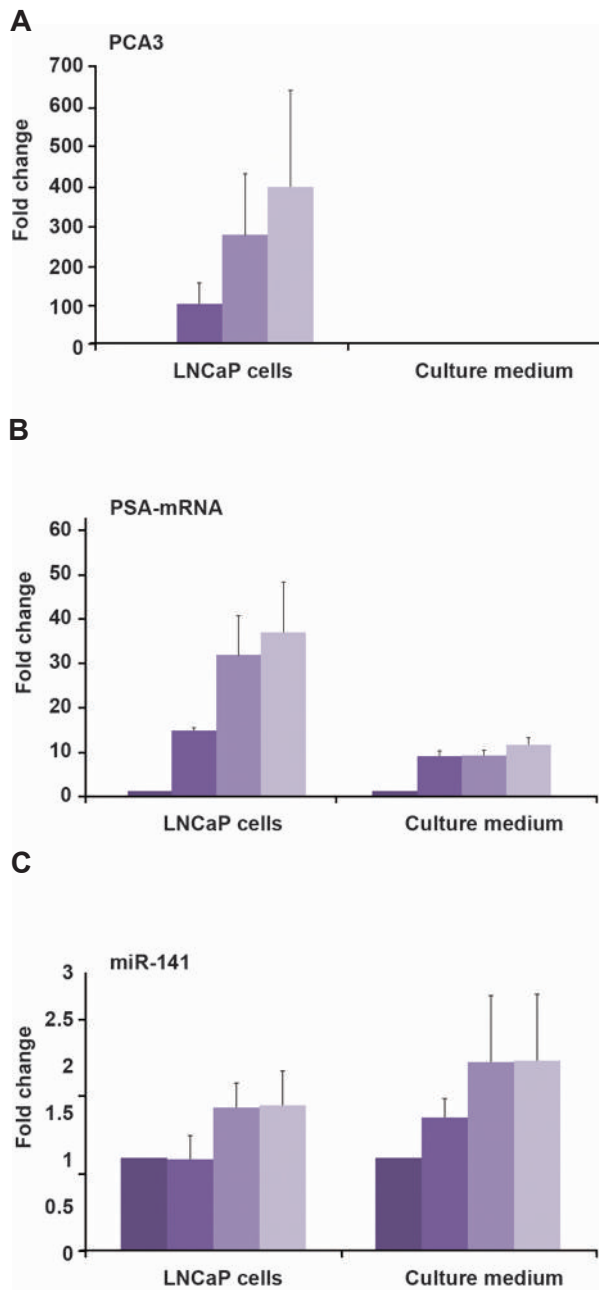 A
PCA3
700
600
500
400
300
200
100
0
Fold change
LNCaP cells
Culture medium
B
PSA-mRNA
60
50
40
30
20
10
0
Fold change
LNCaP cells
Culture medium
C
miR-141
3
2.5
2
1.5
1
0.5
0
Fold change
LNCaP cells
Culture medium